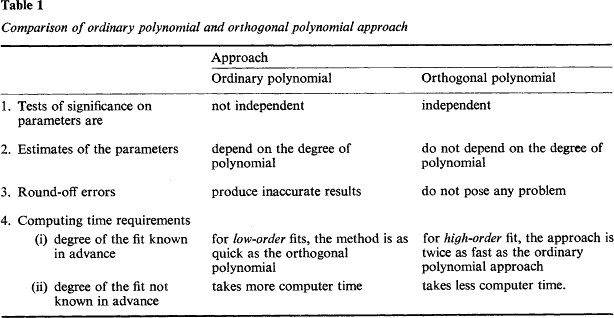 Table 1
Comparison of ordinary polynomial and orthogonal polynomial approach
Approach
Ordinary polynomial Orthogonal polynomial
1. Tests of significance on not independent independent
parameters are
2. Estimates of the parameters depend on the degree of do not depend on the degree of
polynomial polynomial
3. Round-off errors produce inaccurate results do not pose any problem
4. Computing time requirements
(i) degree of the fit known for low-order fits, the method is as for high-order fit, the approach is
in advance quick as the orthogonal twice as fast as the ordinary
polynomial polynomial approach
(ii) degree of the fit not takes more computer time takes less computer time.
known in advance